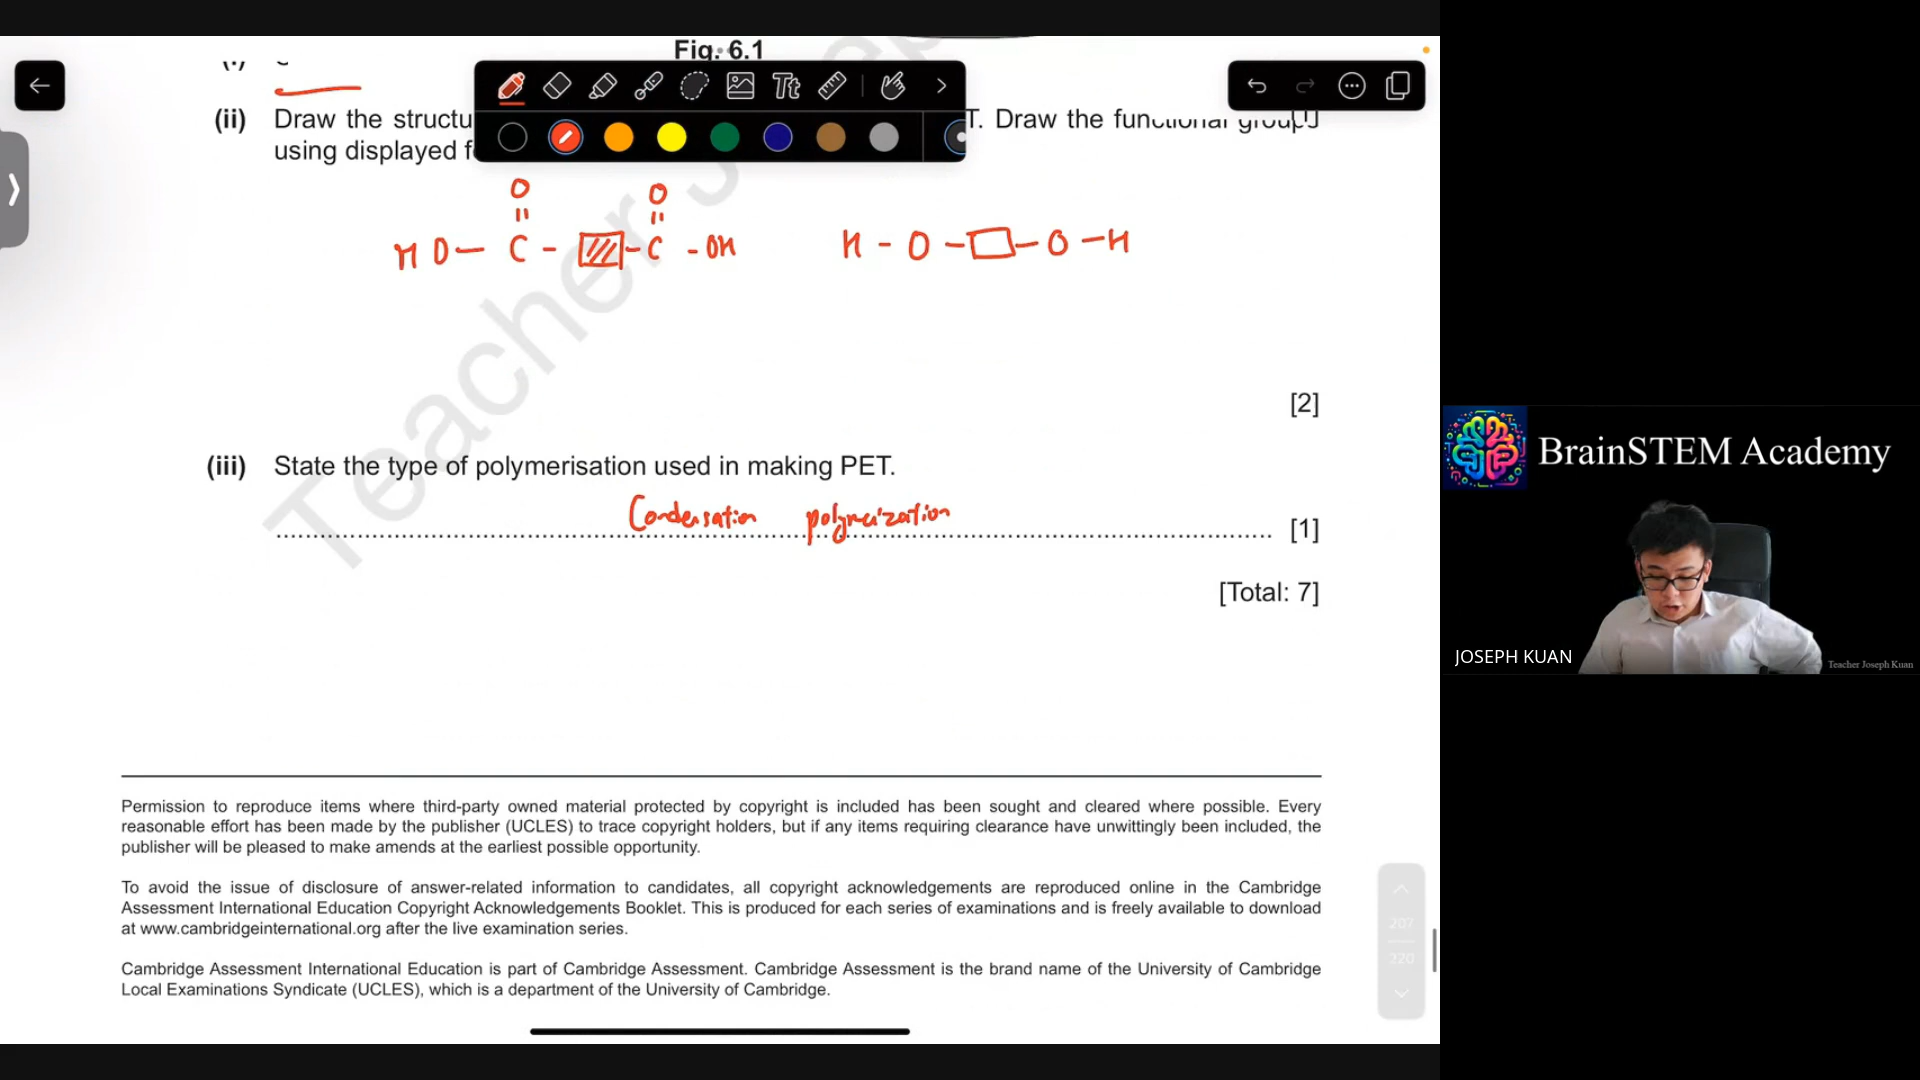 Fig. 6.1
(i)
(ii) Draw the structu T. Draw the functional groups
using displayed f
O O
HO – C – – C – OH H – O – – O – H
[2]
(iii) State the type of polymerisation used in making PET.
Condensation polymerization [1]
[Total: 7]
Permission to reproduce items where third-party owned material protected by copyright is included has been sought and cleared where possible. Every
reasonable effort has been made by the publisher (UCLES) to trace copyright holders, but if any items requiring clearance have unwittingly been included, the
publisher will be pleased to make amends at the earliest possible opportunity.
To avoid the issue of disclosure of answer-related information to candidates, all copyright acknowledgements are reproduced online in the Cambridge
Assessment International Education Copyright Acknowledgements Booklet. This is produced for each series of examinations and is freely available to download
at www.cambridgeinternational.org after the live examination series.
Cambridge Assessment International Education is part of Cambridge Assessment. Cambridge Assessment is the brand name of the University of Cambridge
Local Examinations Syndicate (UCLES), which is a department of the University of Cambridge.
Teacher Joseph
Tt
207
220
BrainSTEM Academy
JOSEPH KUAN
Teacher Joseph Kuan